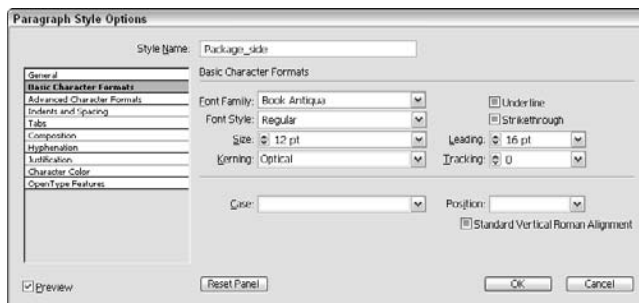 Paragraph Style Options
Style Name: Package_side
General
Basic Character Formats
Advanced Character Formats
Indents and Spacing
Tabs
Composition
Hyphenation
Justification
Character Color
OpenType Features
Basic Character Formats
Font Family: Book Antiqua
Underline
Font Style: Regular
Strikethrough
Size: 12 pt
Leading: 16 pt
Kerning: Optical
Tracking: 0
Case:
Position:
Standard Vertical Roman Alignment
Preview
Reset Panel
OK
Cancel